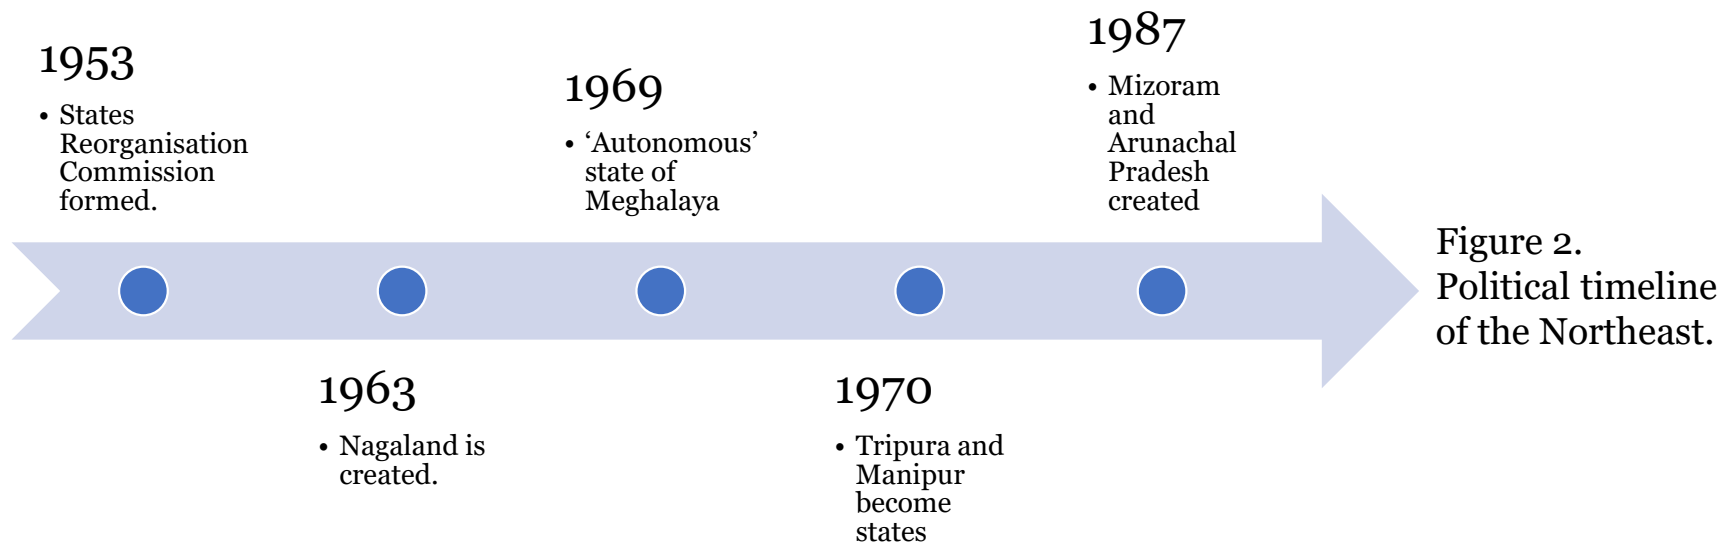 1953
• States
Reorganisation
Commission
formed.
1963
• Nagaland is
created.
1969
• ‘Autonomous’
state of
Meghalaya
1970
• Tripura and
Manipur
become
states
1987
• Mizoram
and
Arunachal
Pradesh
created
Figure 2.
Political timeline
of the Northeast.